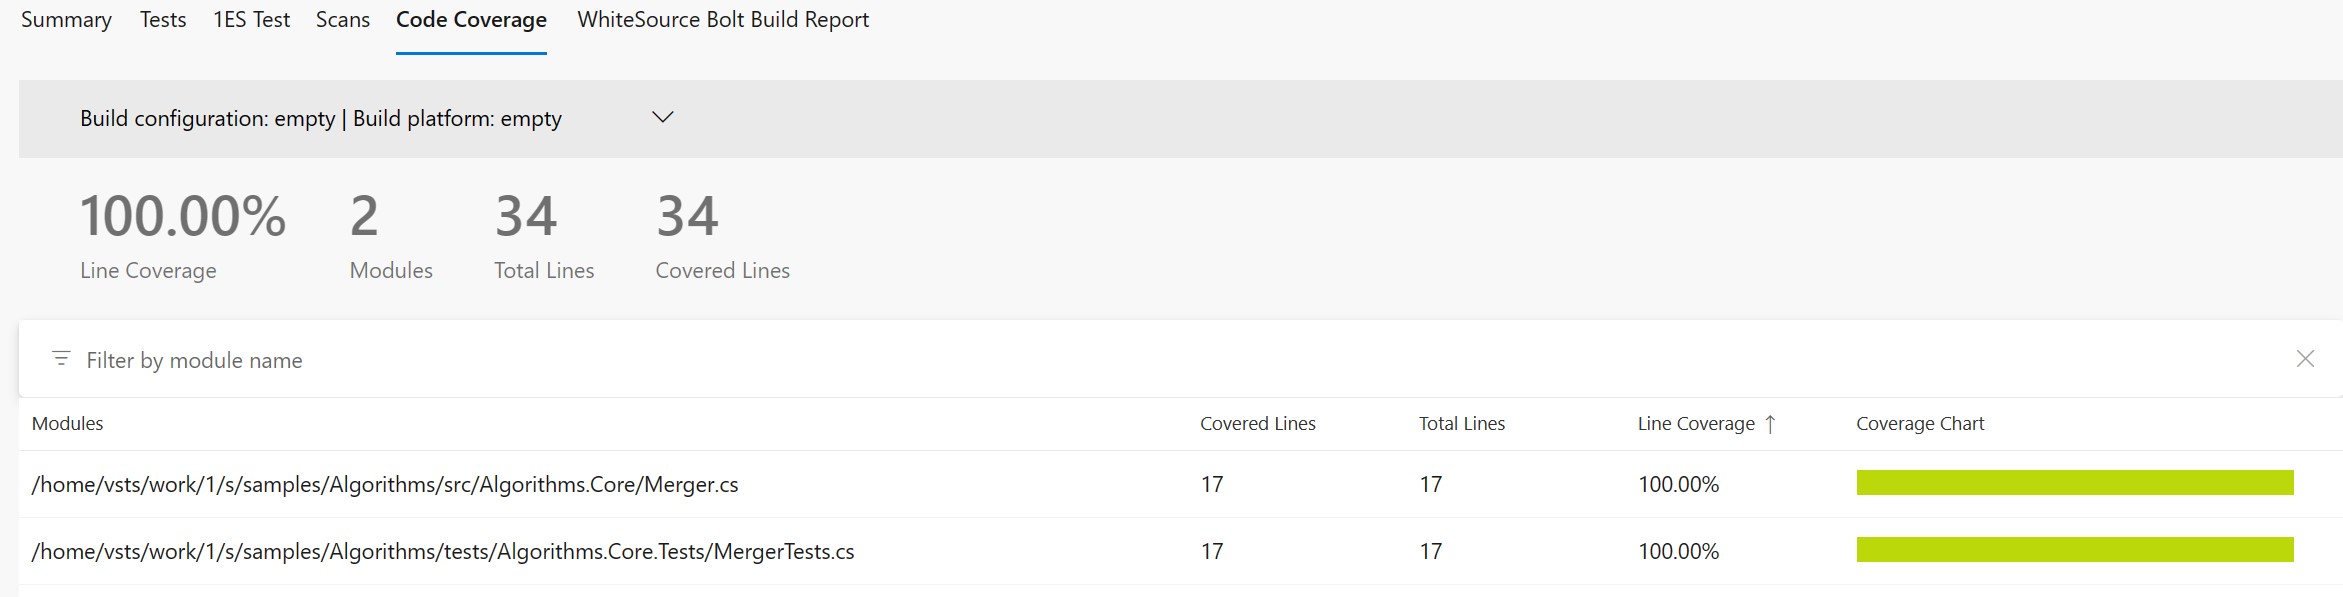 Summary Tests 1ES Test Scans Code Coverage WhiteSource Bolt Build Report
Build configuration: empty | Build platform: empty
100.00% 2 34 34
Line Coverage Modules Total Lines Covered Lines
Filter by module name
Modules Covered Lines Total Lines Line Coverage ↑ Coverage Chart
/home/vsts/work/1/s/samples/Algorithms/src/Algorithms.Core/Merger.cs 17 17 100.00%
/home/vsts/work/1/s/samples/Algorithms/tests/Algorithms.Core.Tests/MergerTests.cs 17 17 100.00%